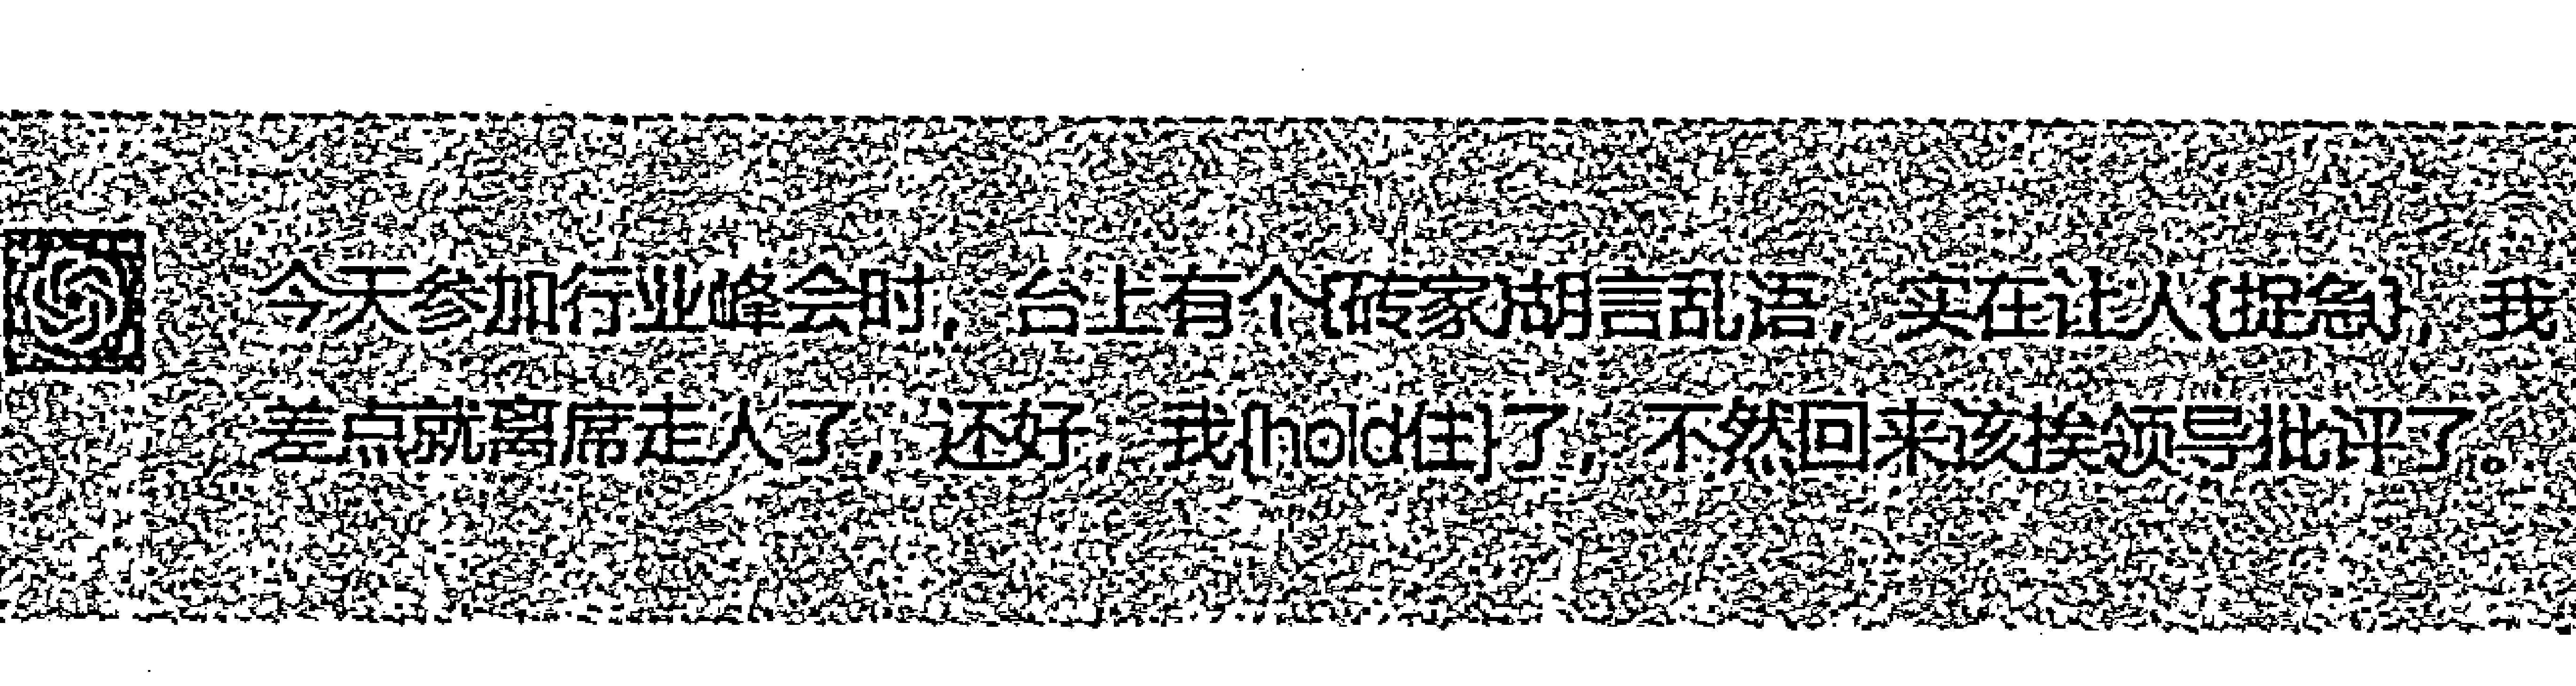 今天参加行业峰会时，台上有个{砖家}胡言乱语，实在让人{捉急}，我
差点就离席走人了，还好，我{hold住}了，不然回来该挨领导批评了。